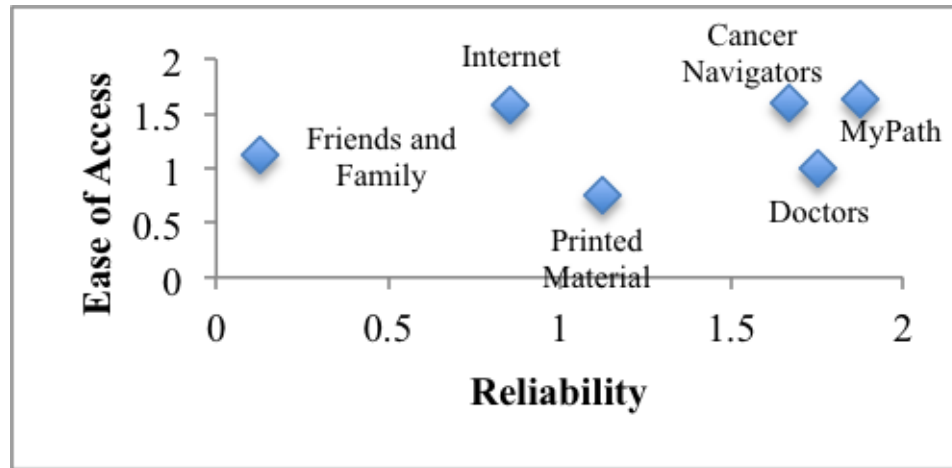 Ease of Access
2
1.5
1
0.5
0
Internet
Cancer
Navigators
MyPath
Friends and
Family
Doctors
Printed
Material
0
0.5
1
1.5
2
Reliability